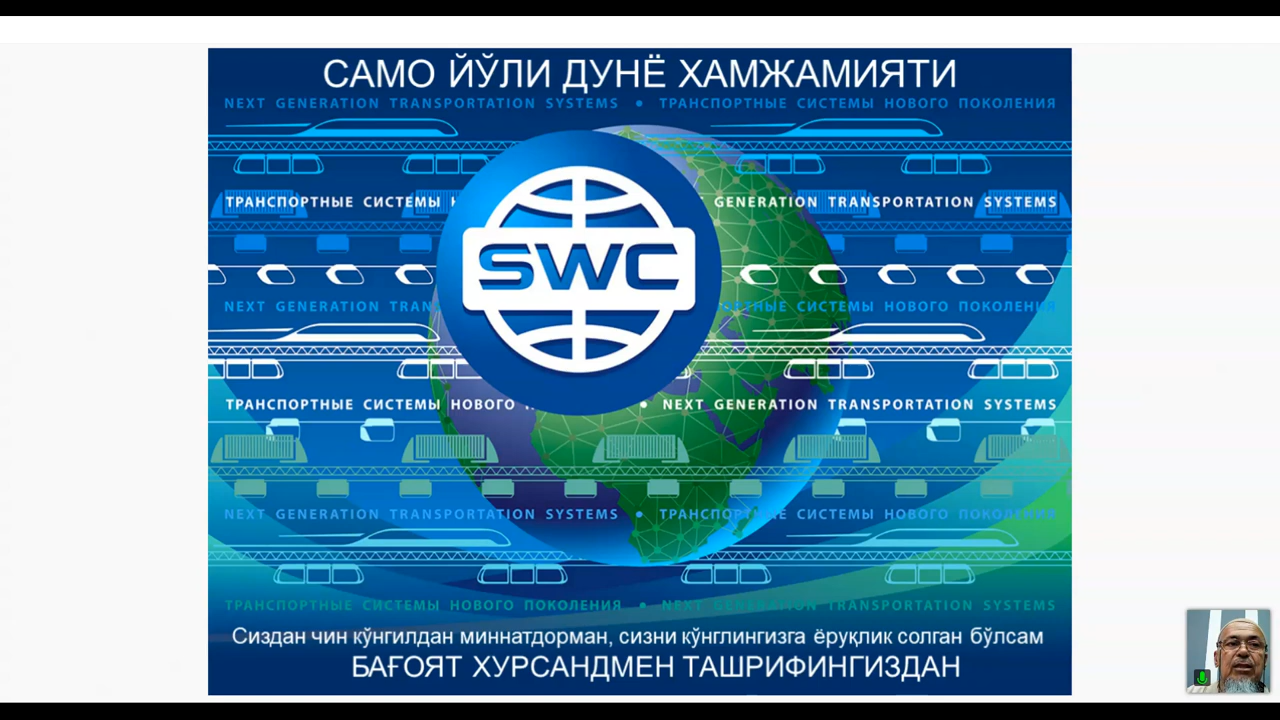 САМО ЙЎЛИ ДУНЁ ХАМЖАМИЯТИ
NEXT GENERATION TRANSPORTATION SYSTEMS • ТРАНСПОРТНЫЕ СИСТЕМЫ НОВОГО ПОКОЛЕНИЯ
ТРАНСПОРТНЫЕ СИСТЕМЫ GENERATION TRANSPORTATION SYSTEMS
SWC
NEXT GENERATION СИСТЕМЫ НОВОГО ПОКОЛЕНИЯ
ТРАНСПОРТНЫЕ СИСТЕМЫ НОВОГО • NEXT GENERATION TRANSPORTATION SYSTEMS
NEXT GENERATION TRANSPORTATION SYSTEMS • ТРАНСПОРТНЫЕ СИСТЕМЫ НОВОГО ПОКОЛЕНИЯ
ТРАНСПОРТНЫЕ СИСТЕМЫ НОВОГО ПОКОЛЕНИЯ • NEXT GENERATION TRANSPORTATION SYSTEMS
Сиздан чин кўнгилдан миннатдорман, сизни кўнглингизга ёруқлик солган бўлсам
БАҒОЯТ ХУРСАНДМЕН ТАШРИФИНГИЗДАН